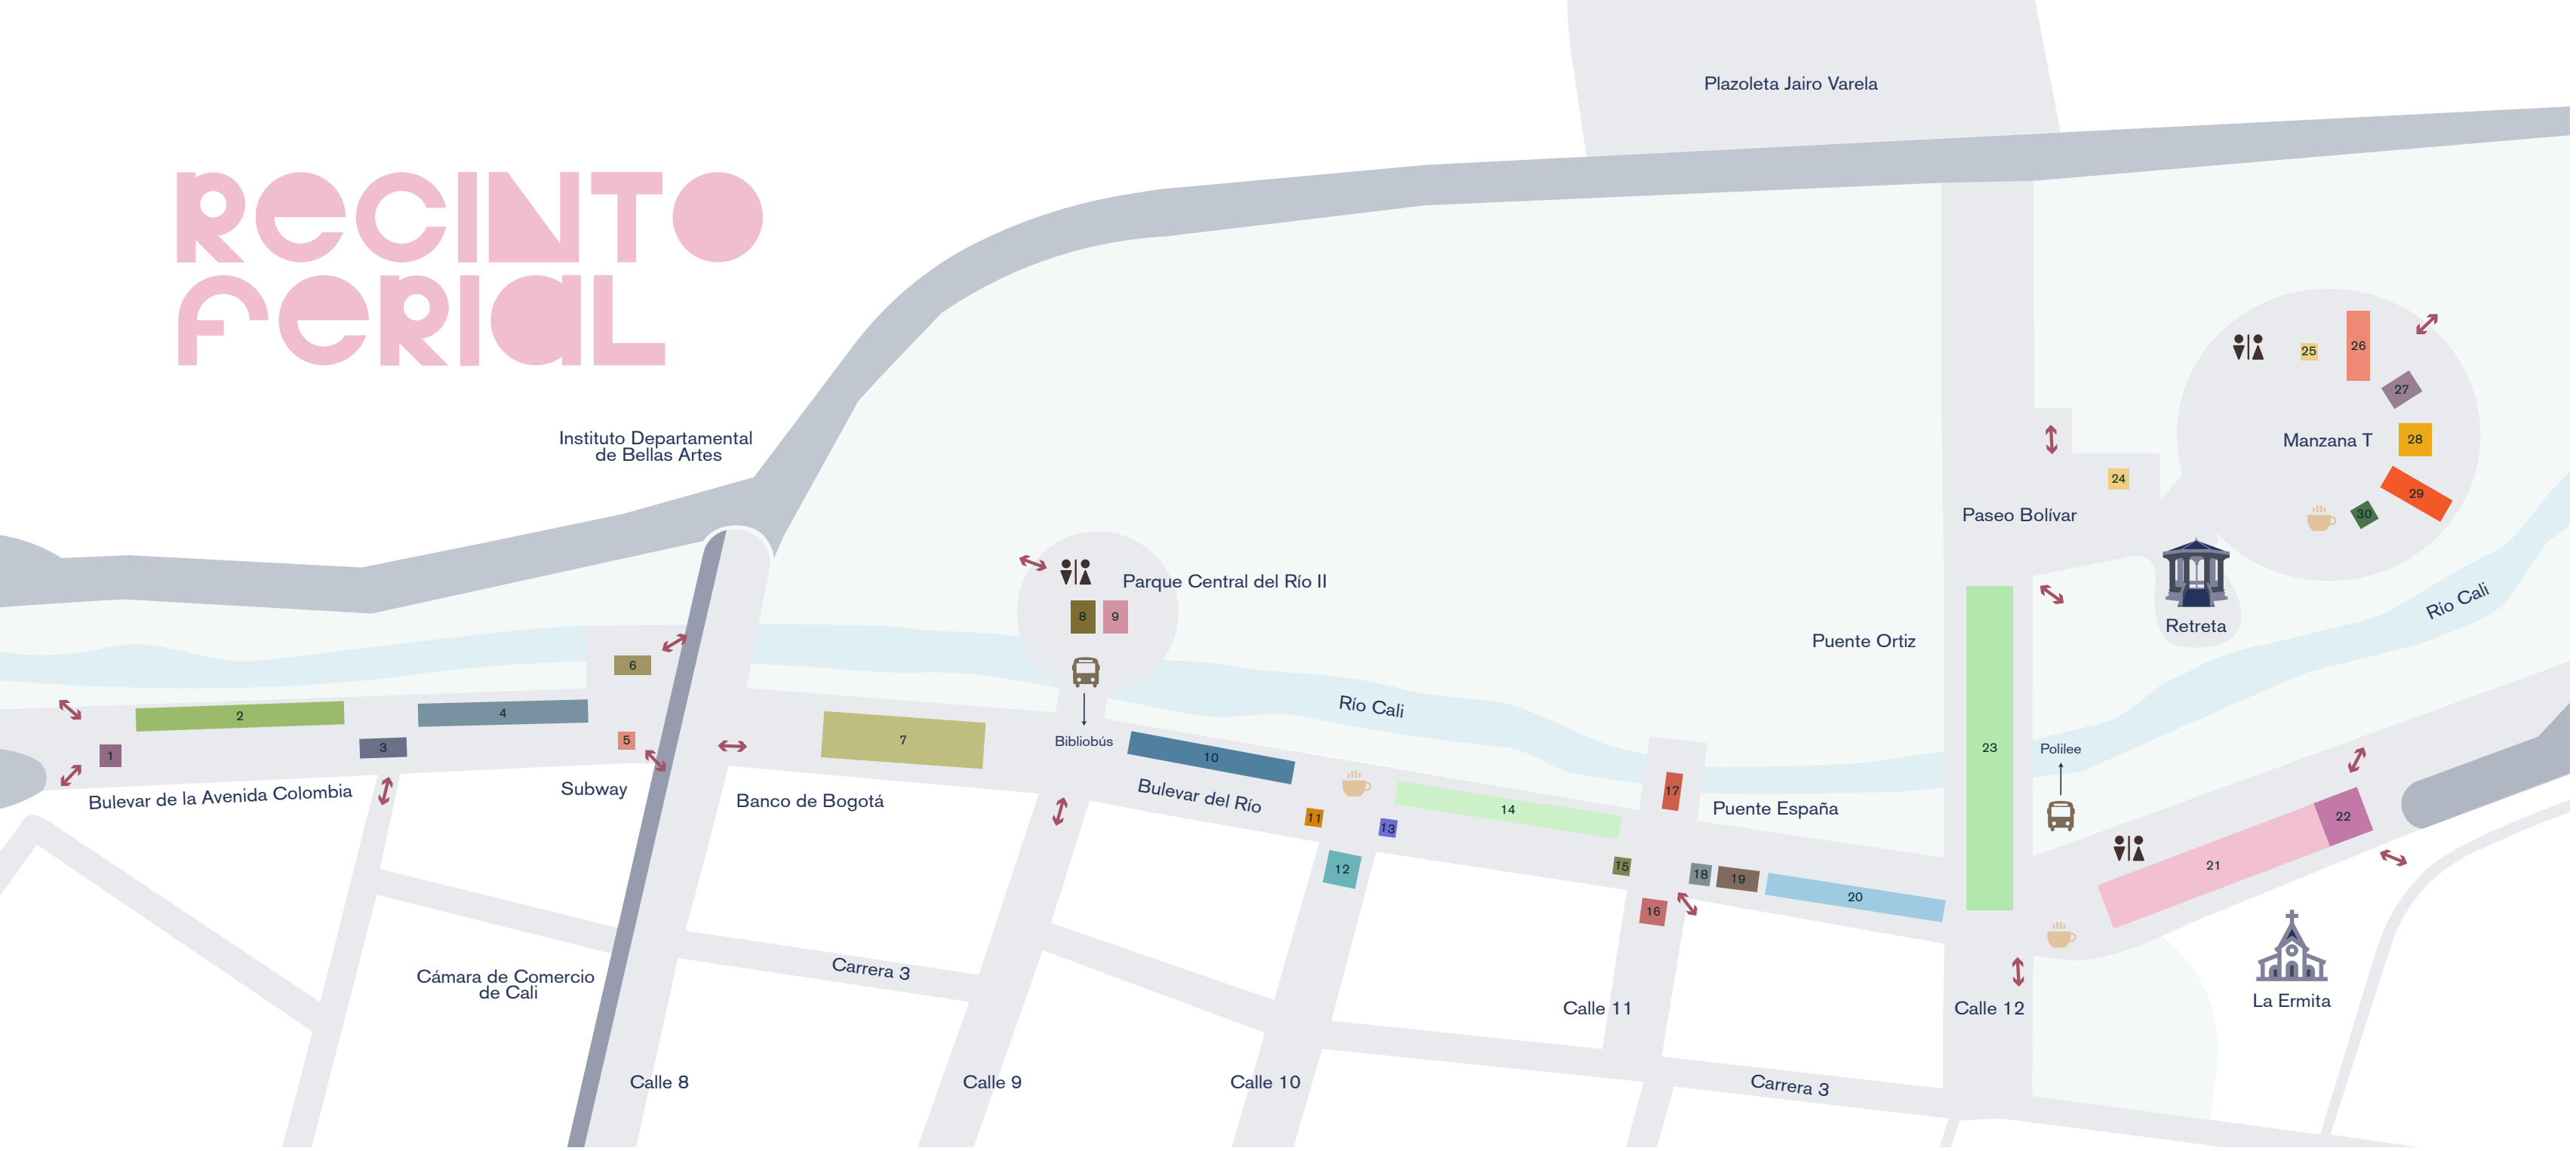 Plazoleta Jairo Varela
RECINTO
FERIAL
25
26
27
Manzana T
28
24
29
30
Instituto Departamental
de Bellas Artes
Paseo Bolívar
Parque Central del Río II
8
9
Río Cali
Retreta
Puente Ortiz
6
2
4
1
3
5
7
Bibliobús
10
Río Cali
23
Polilee
Bulevar de la Avenida Colombia
Subway
Banco de Bogotá
Bulevar del Río
11
13
14
17
Puente España
22
12
15
16
18
19
20
21
Cámara de Comercio
de Cali
Carrera 3
La Ermita
Calle 11
Calle 12
Calle 8
Calle 9
Calle 10
Carrera 3